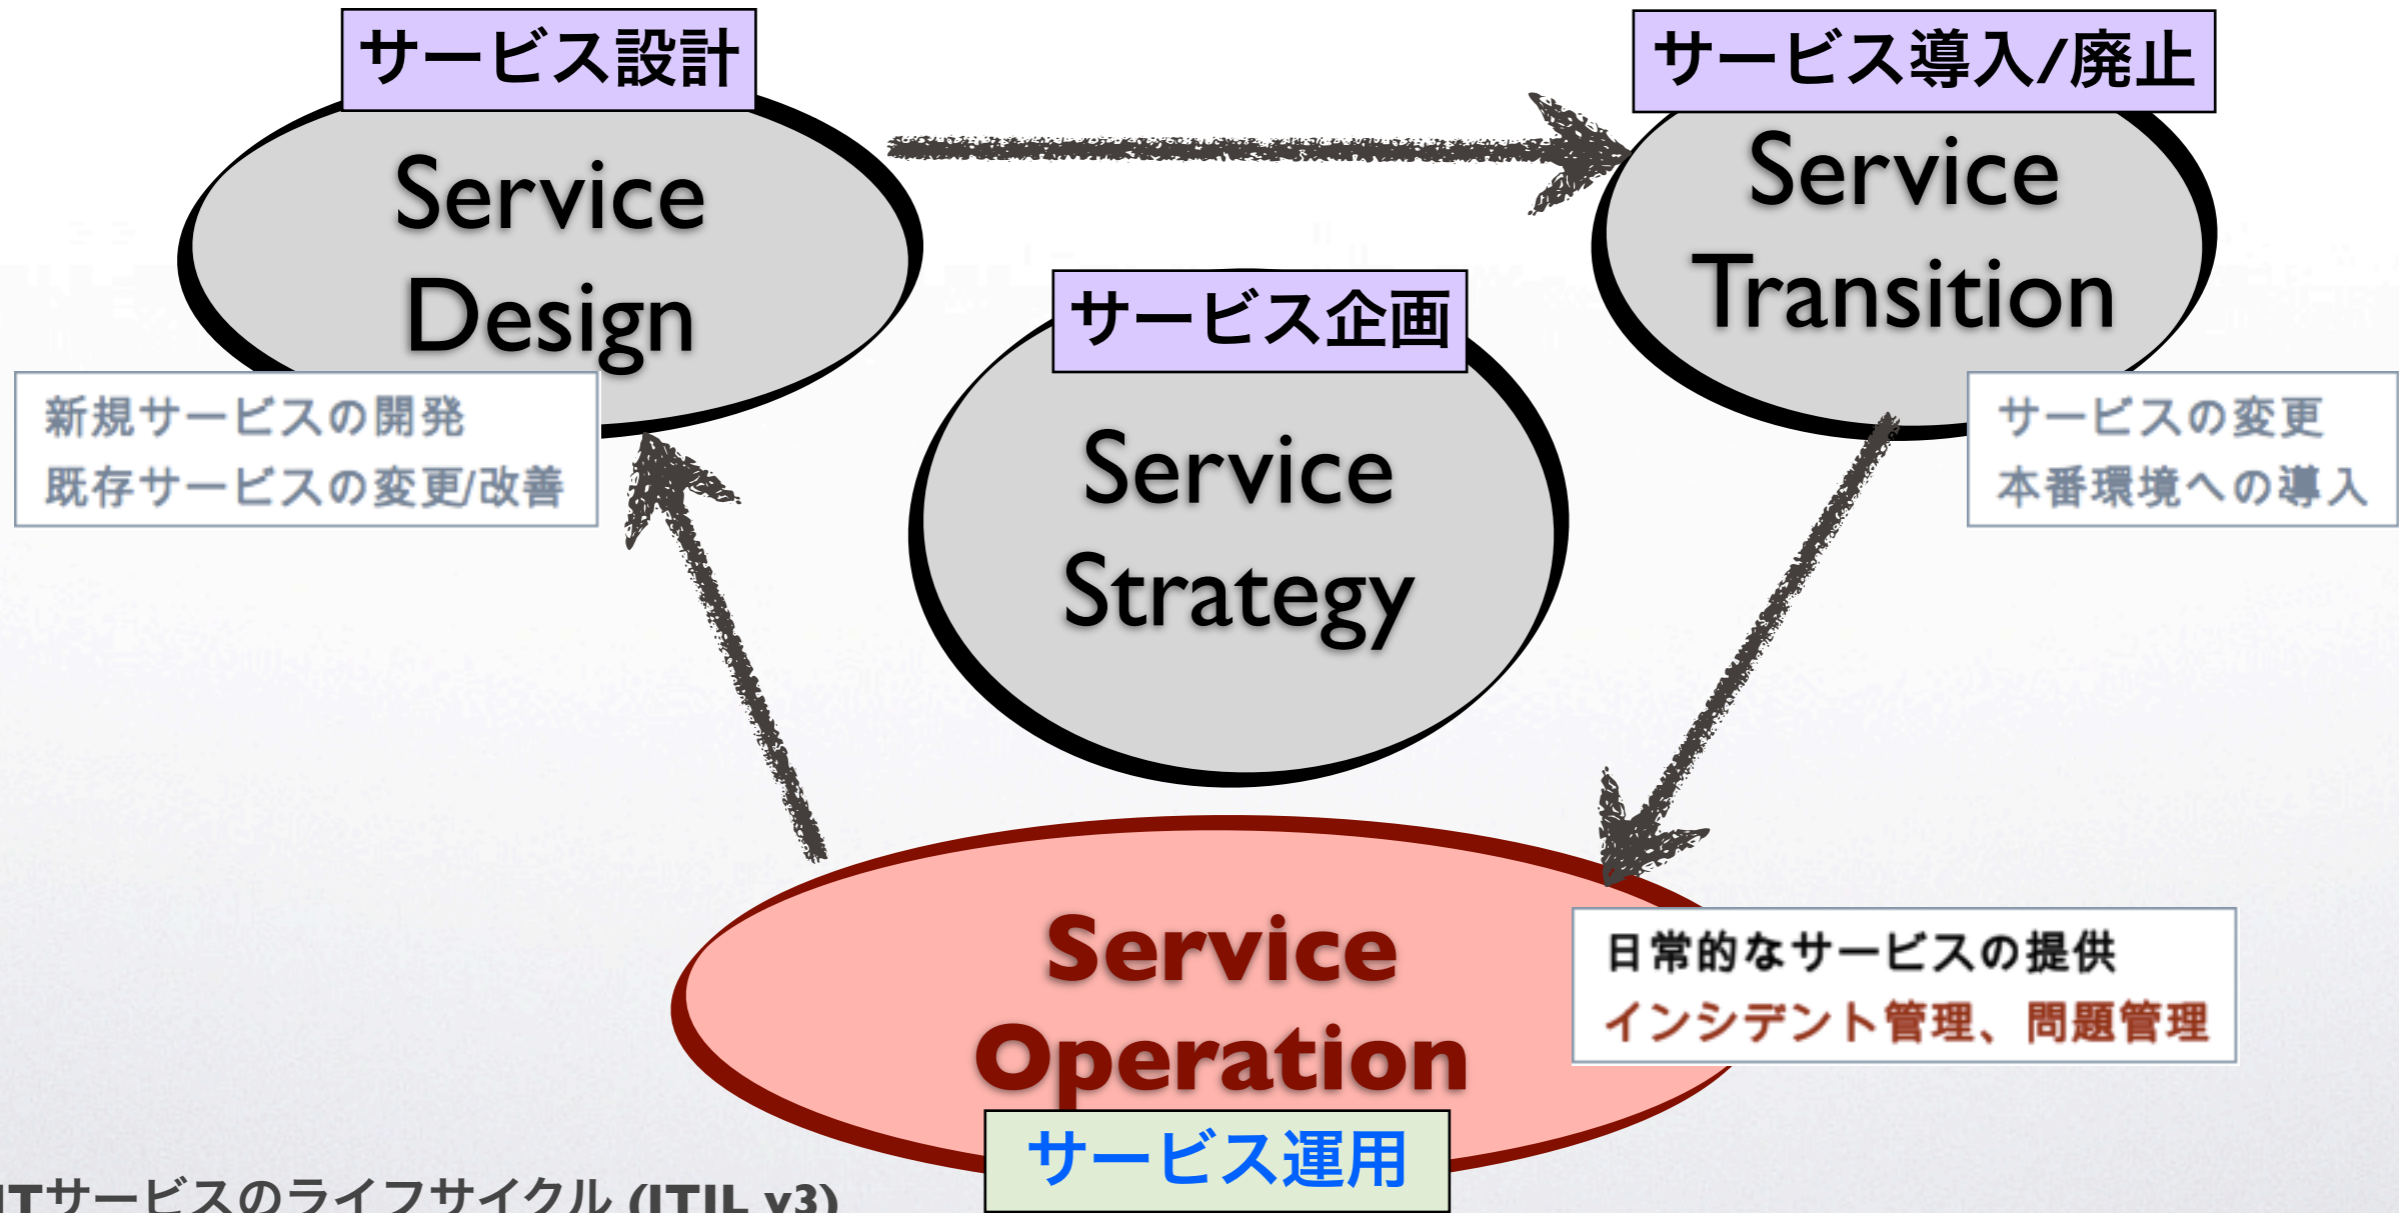 サービス設計
Service
Design
新規サービスの開発
既存サービスの変更/改善
サービス導入/廃止
Service
Transition
サービスの変更
本番環境への導入
サービス企画
Service
Strategy
Service
Operation
サービス運用
日常的なサービスの提供
インシデント管理、問題管理
ITサービスのライフサイクル (ITIL v3)